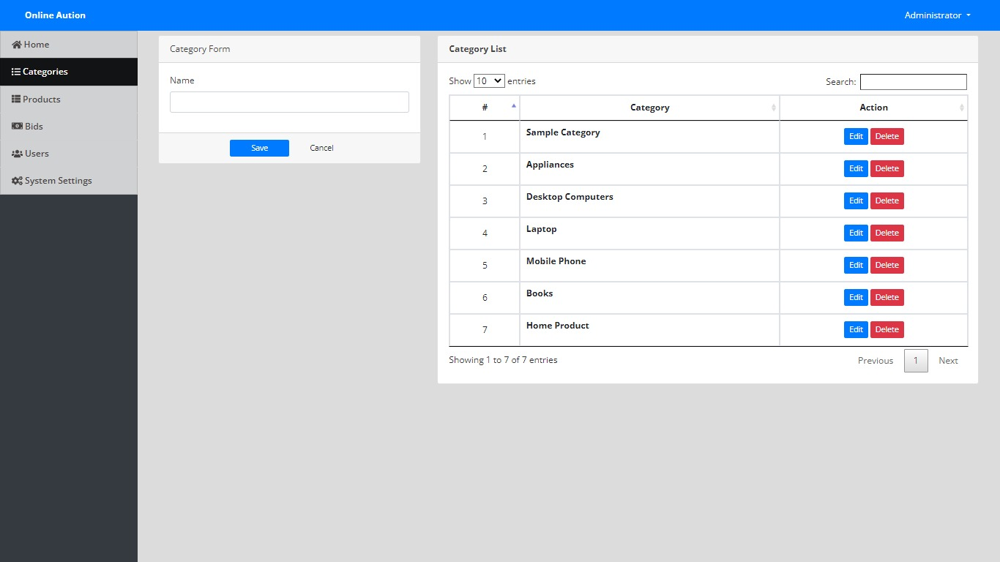 Online Aution
Administrator
Home
Categories
Products
Bids
Users
System Settings
Category Form
Name
Save Cancel
Category List
Show 10 entries Search:
# Category Action
1 Sample Category Edit Delete
2 Appliances Edit Delete
3 Desktop Computers Edit Delete
4 Laptop Edit Delete
5 Mobile Phone Edit Delete
6 Books Edit Delete
7 Home Product Edit Delete
Showing 1 to 7 of 7 entries Previous 1 Next